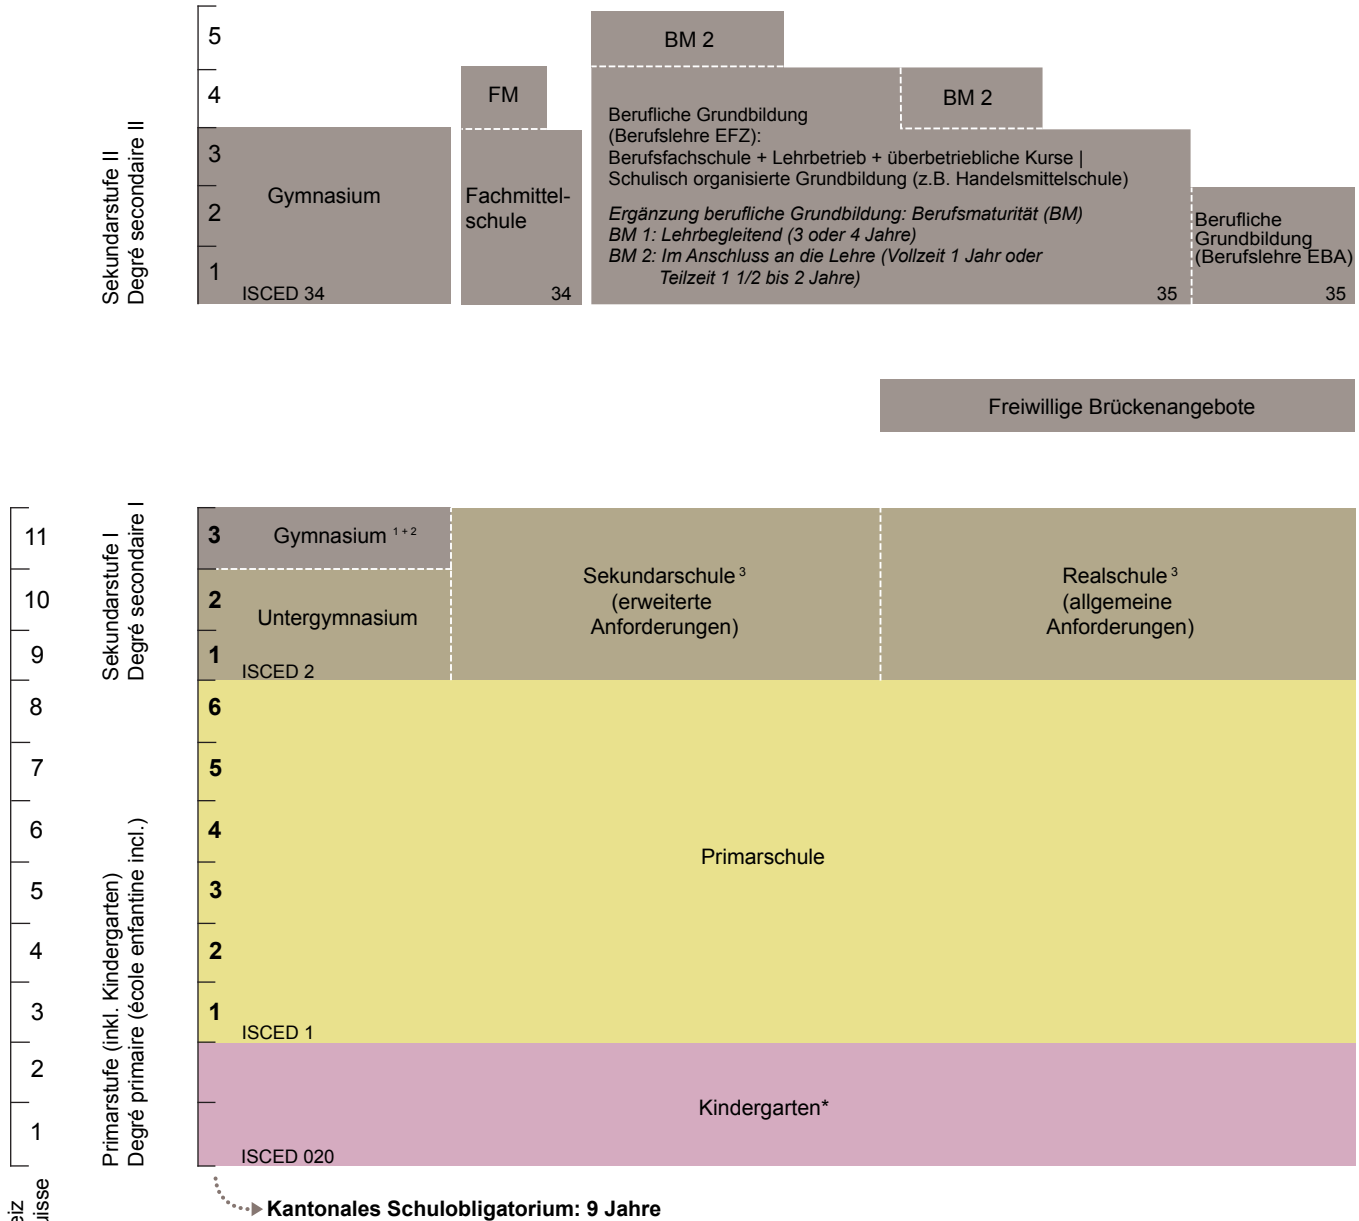 5
BM 2
4
FM
BM 2
Sekundarstufe II
Degré secondaire II
3
2
1
Gymnasium
ISCED 34
Fachmittel-
schule
34
Berufliche Grundbildung
(Berufslehre EFZ):
Berufsfachschule + Lehrbetrieb + überbetriebliche Kurse |
Schulisch organisierte Grundbildung (z.B. Handelsmittelschule)
Ergänzung berufliche Grundbildung: Berufsmaturität (BM)
BM 1: Lehrbegleitend (3 oder 4 Jahre)
BM 2: Im Anschluss an die Lehre (Vollzeit 1 Jahr oder
Teilzeit 1 1/2 bis 2 Jahre)
35
Berufliche
Grundbildung
(Berufslehre EBA)
35
Freiwillige Brückenangebote
11
10
9
Sekundarstufe I
Degré secondaire I
3
2
1
Gymnasium 1 + 2
Untergymnasium
ISCED 2
Sekundarschule 3
(erweiterte
Anforderungen)
Realschule 3
(allgemeine
Anforderungen)
8
7
6
5
4
3
2
1
Primarstufe (inkl. Kindergarten)
Degré primaire (école enfantine incl.)
6
5
4
3
2
1
Primarschule
ISCED 1
Kindergarten*
ISCED 020
eiz
uisse
Kantonales Schulobligatorium: 9 Jahre